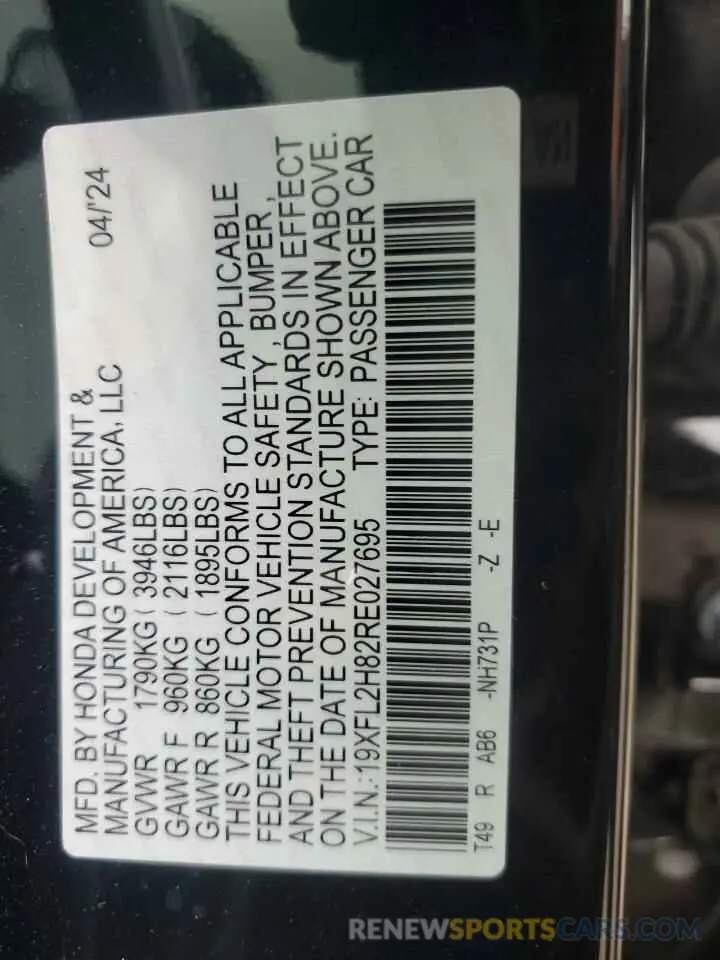 MFD. BY HONDA DEVELOPMENT &
MANUFACTURING OF AMERICA, LLC 04/'24
GVWR 1790KG (3946LBS)
GAWR F 960KG (2116LBS)
GAWR R 860KG (1895LBS)
THIS VEHICLE CONFORMS TO ALL APPLICABLE
FEDERAL MOTOR VEHICLE SAFETY, BUMPER,
AND THEFT PREVENTION STANDARDS IN EFFECT
ON THE DATE OF MANUFACTURE SHOWN ABOVE.
V.I.N.:19XFL2H82RE027695 TYPE: PASSENGER CAR
T49 R AB6 -NH731P -Z -E
RENEWSPORTSCARS.COM